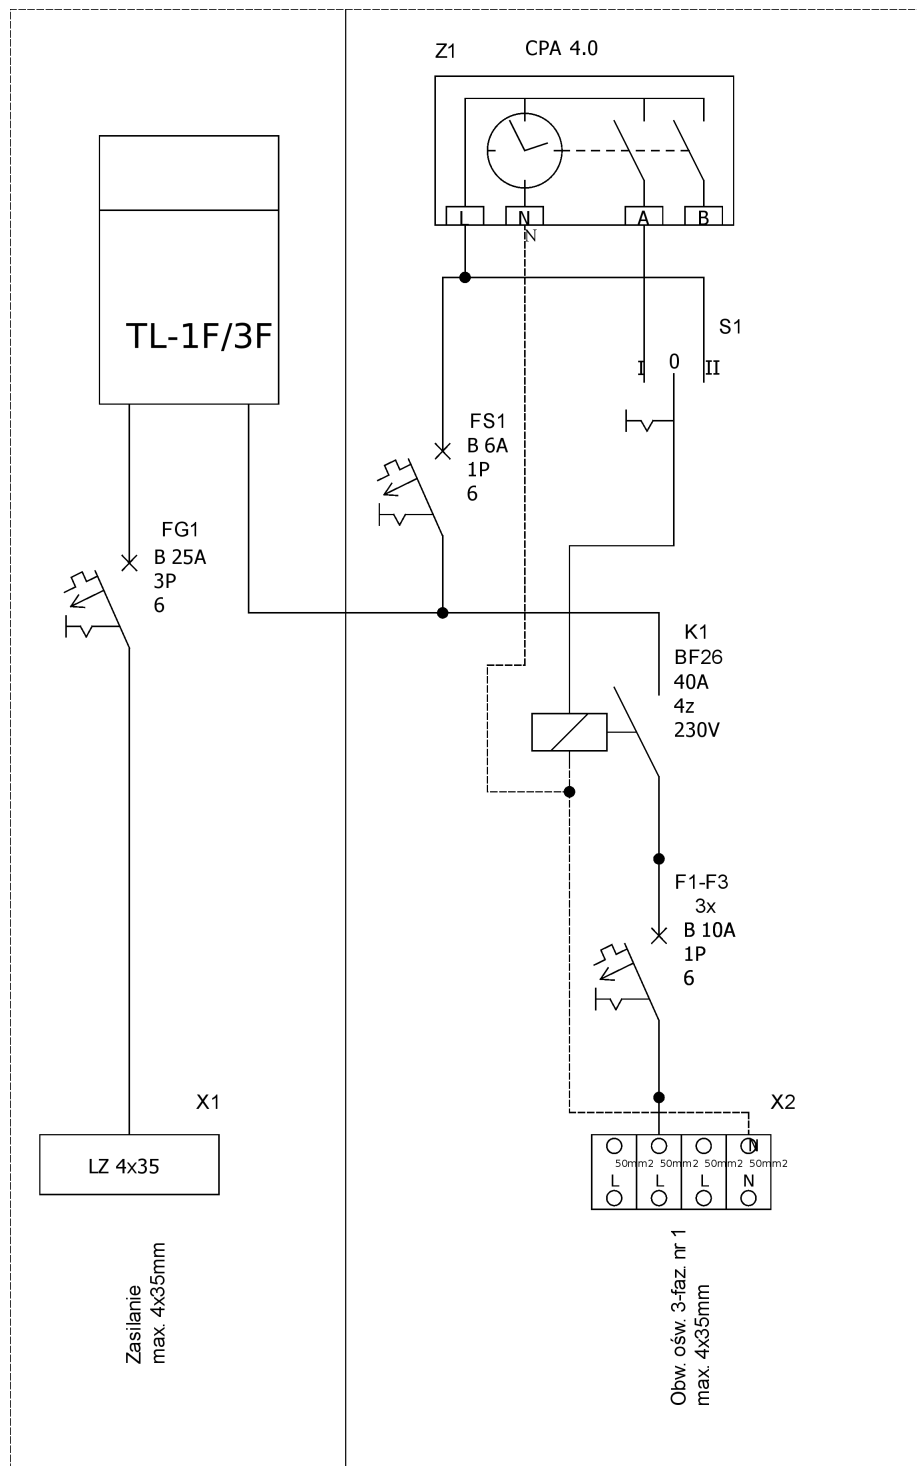 Z1
CPA 4.0
L
N
A
B
N
TL-1F/3F
S1
I
0
II
FS1
B 6A
1P
6
FG1
B 25A
3P
6
K1
BF26
40A
4z
230V
F1-F3
3x
B 10A
1P
6
X1
LZ 4x35
X2
N
50mm2
50mm2
50mm2
50mm2
L
L
L
N
Zasilanie
max. 4x35mm
Obw. ośw. 3-faz. nr 1
max. 4x35mm